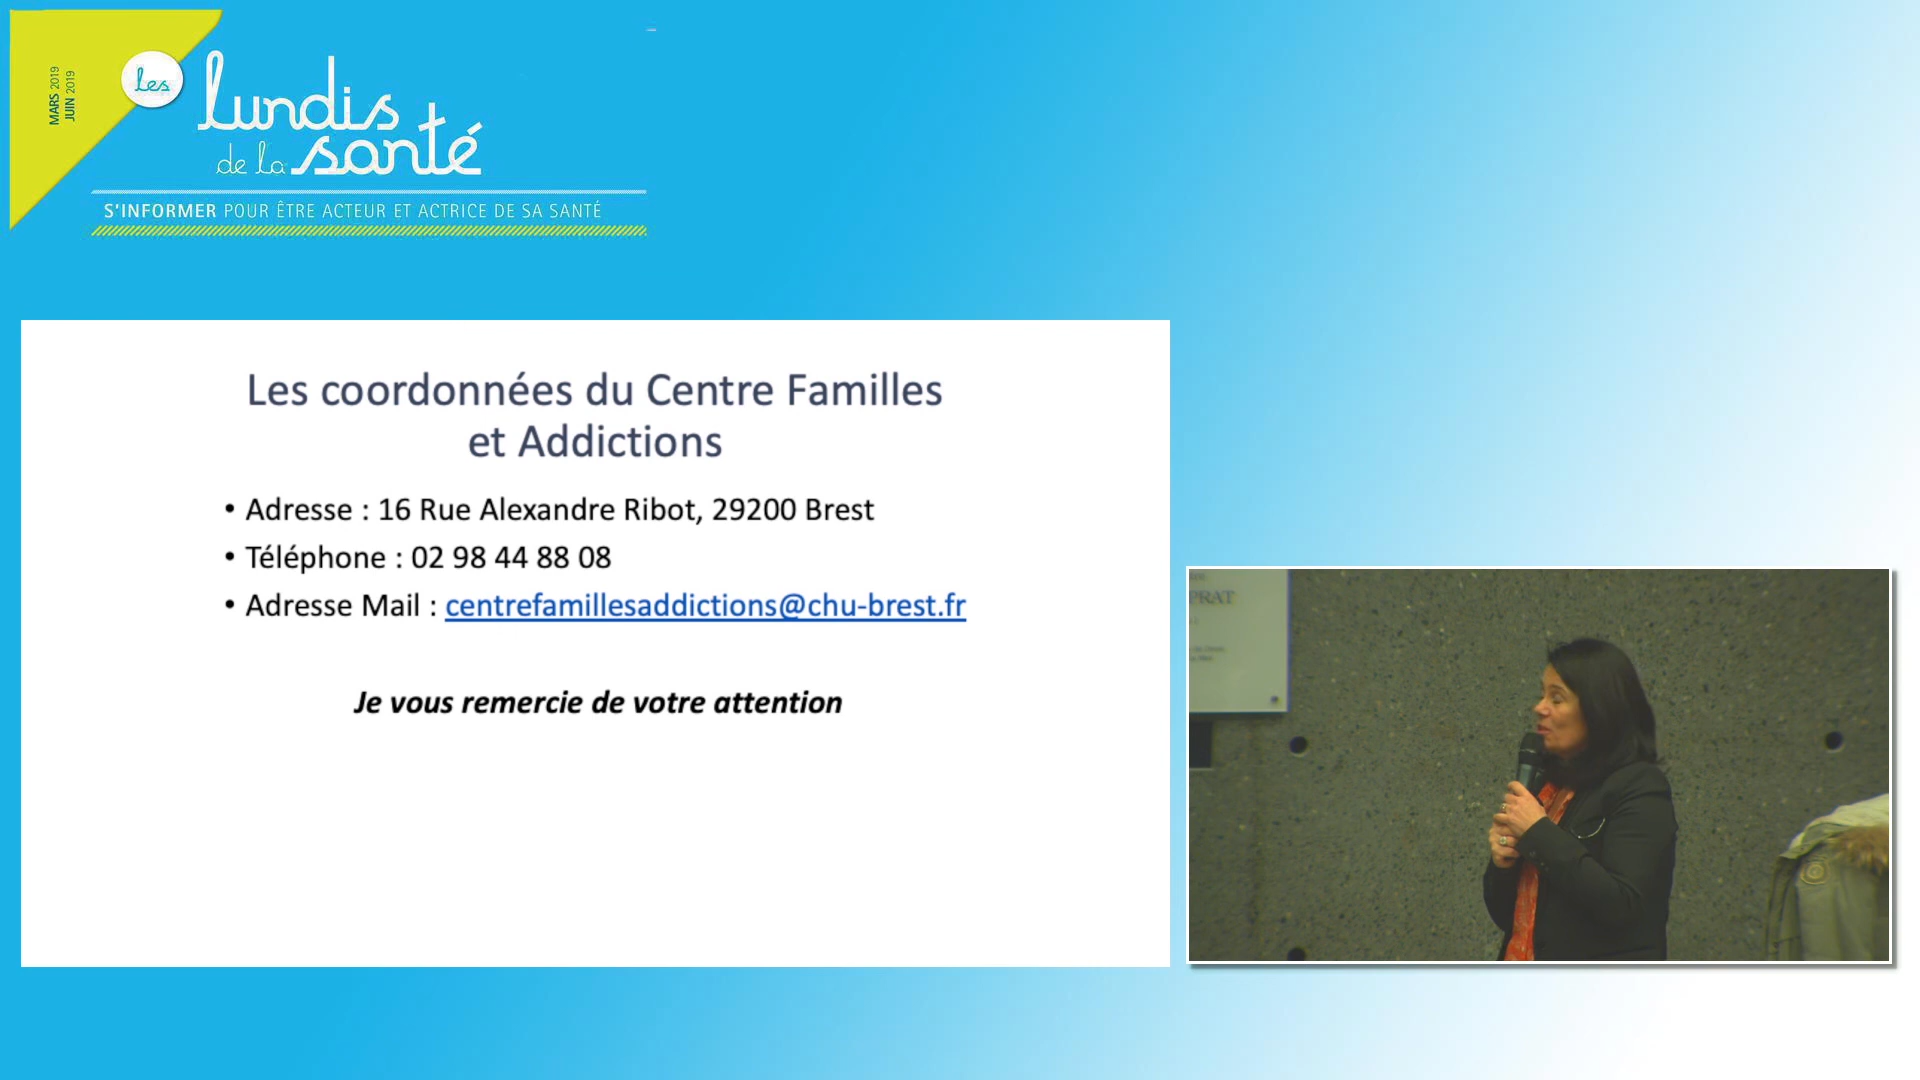 MARS 2019
JUIN 2019
les
lundis
de la santé
S'INFORMER POUR ÊTRE ACTEUR ET ACTRICE DE SA SANTÉ
Les coordonnées du Centre Familles
et Addictions
• Adresse : 16 Rue Alexandre Ribot, 29200 Brest
• Téléphone : 02 98 44 88 08
• Adresse Mail : centrefamillesaddictions@chu-brest.fr
Je vous remercie de votre attention
PRAT